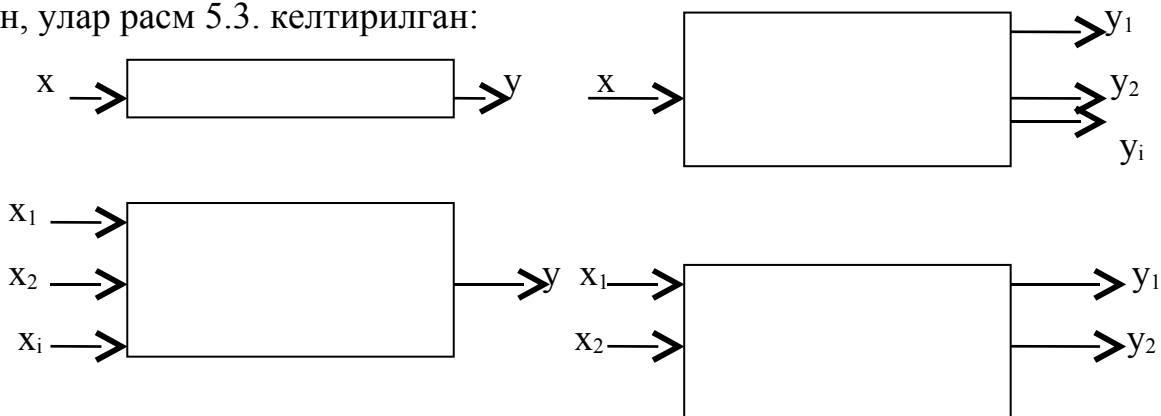 н, улар расм 5.3. келтирилган:
x y x y1
y2
yi
x1
x2 y x1 y1
xi x2 y2